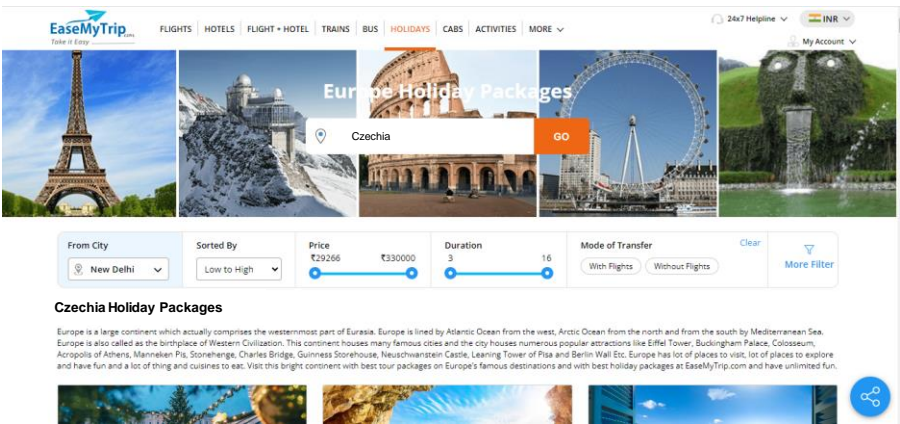 EaseMyTrip.com
Take it Easy
FLIGHTS HOTELS FLIGHT + HOTEL TRAINS BUS HOLIDAYS CABS ACTIVITIES MORE
24x7 Helpline INR
My Account
Europe Holiday Packages
Czechia GO
From City Sorted By Price Duration Mode of Transfer Clear
₹29266 ₹330000 3 16
New Delhi Low to High With Flights Without Flights More Filter
Czechia Holiday Packages
Europe is a large continent which actually comprises the westernmost part of Eurasia. Europe is lined by Atlantic Ocean from the west, Arctic Ocean from the north and from the south by Mediterranean Sea.
Europe is also called as the birthplace of Western Civilization. This continent houses many famous cities and the city houses numerous popular attractions like Eiffel Tower, Buckingham Palace, Colosseum,
Acropolis of Athens, Manneken Pis, Stonehenge, Charles Bridge, Guinness Storehouse, Neuschwanstein Castle, Leaning Tower of Pisa and Berlin Wall Etc. Europe has lot of places to visit, lot of places to explore
and have fun and a lot of thing and cuisines to eat. Visit this bright continent with best tour packages on Europe's famous destinations and with best holiday packages at EaseMyTrip.com and have unlimited fun.